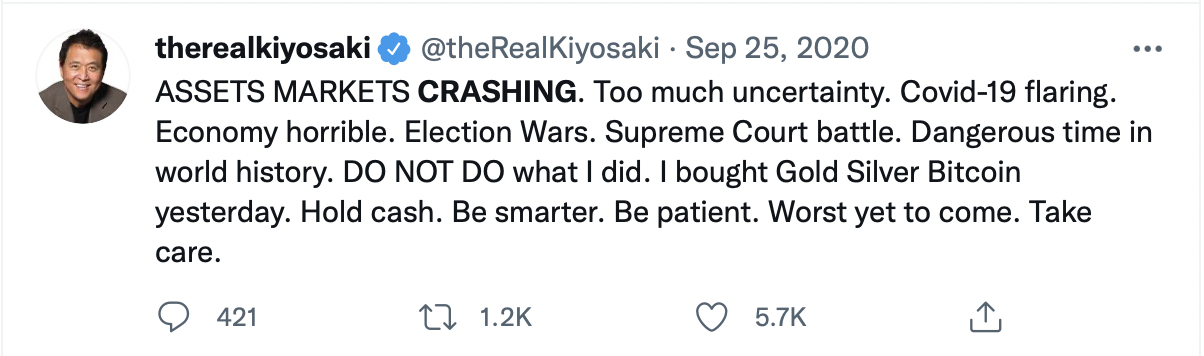 therealkiyosaki @theRealKiyosaki · Sep 25, 2020
ASSETS MARKETS CRASHING. Too much uncertainty. Covid-19 flaring.
Economy horrible. Election Wars. Supreme Court battle. Dangerous time in
world history. DO NOT DO what I did. I bought Gold Silver Bitcoin
yesterday. Hold cash. Be smarter. Be patient. Worst yet to come. Take
care.
421 1.2K 5.7K